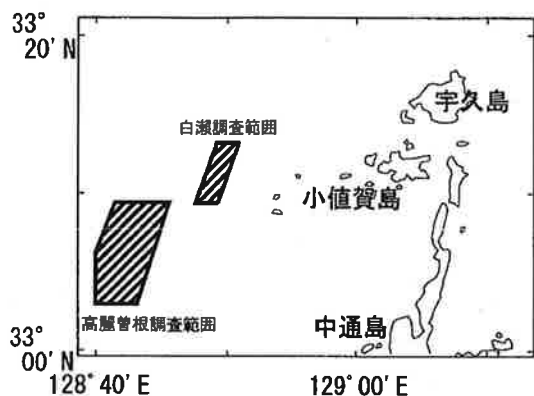 33°
20' N
宇久島
白瀬調査範囲
小値賀島
高麗曽根調査範囲
中通島
33°
00' N
128° 40' E
129° 00' E